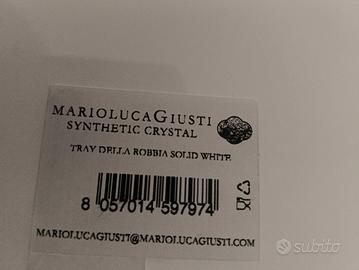 MARIOLUCAGIUSTI
SYNTHETIC CRYSTAL
TRAY DELLA ROBBIA SOLID WHITE
8 057014 597974
MARIOLUCAGIUSTI@MARIOLUCAGIUSTI.COM
subito